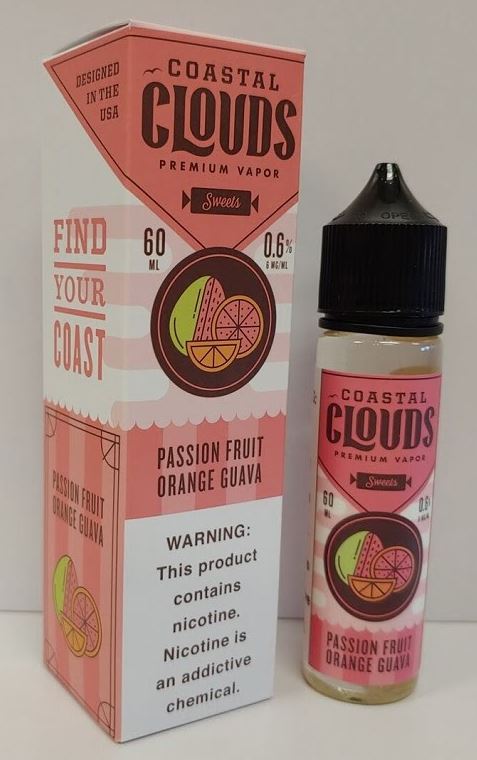 DESIGNED
IN THE
USA
COASTAL
CLOUDS
PREMIUM VAPOR
Sweets
60
ML
0.6%
6 MG/ML
FIND
YOUR
COAST
PASSION FRUIT
ORANGE GUAVA
PASSION FRUIT
ORANGE GUAVA
WARNING:
This product
contains
nicotine.
Nicotine is
an addictive
chemical.
COASTAL
CLOUDS
PREMIUM VAPOR
Sweets
60
ML
0.6%
PASSION FRUIT
ORANGE GUAVA